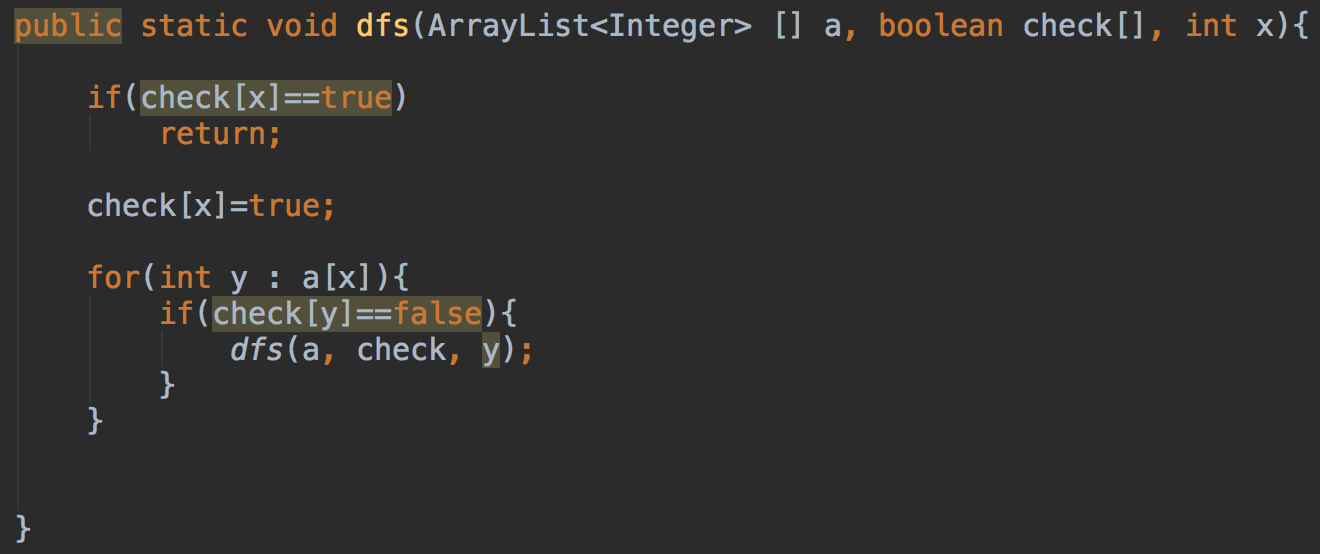 public static void dfs(ArrayList<Integer> [] a, boolean check[], int x){
if(check[x]==true)
return;
check[x]=true;
for(int y : a[x]){
if(check[y]==false){
dfs(a, check, y);
}
}
}